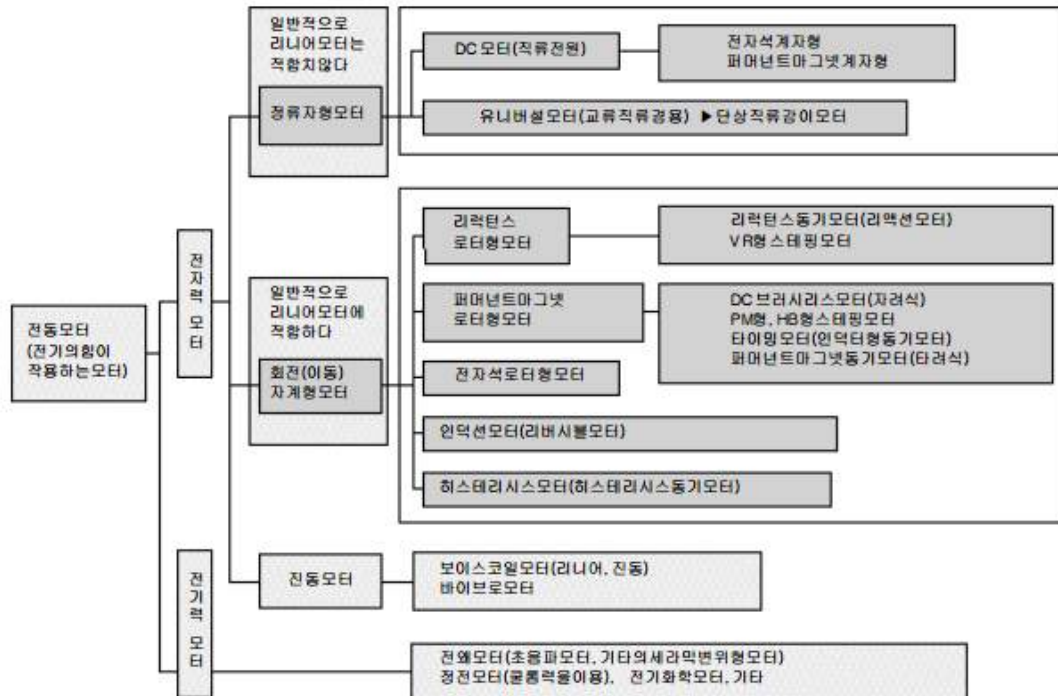 일반적으로
리니어모터는
적합치않다
정류자형모터
DC 모터(직류전원)
전자석계자형
퍼머넌트마그넷계자형
유니버설모터(교류직류겸용) ▶단상직류감이모터
전동모터
(전기의힘이
작용하는모터)
전자력 모터
일반적으로
리니어모터에
적합하다
회전(이동)
자계형모터
리럭턴스
로터형모터
리럭턴스동기모터(리액션모터)
VR형스테핑모터
퍼머넌트마그넷
로터형모터
DC브러시리스모터(자려식)
PM형, HB형스테핑모터
타이밍모터(인덕터형동기모터)
퍼머넌트마그넷동기모터(타려식)
전자석로터형모터
인덕션모터(리버시블모터)
히스테리시스모터(히스테리시스동기모터)
전기력 모터
진동모터
보이스코일모터(리니어, 진동)
바이브로모터
전왜모터(초음파모터, 기타의세라믹변위형모터)
정전모터(쿨롱력을이용), 전기화학모터, 기타